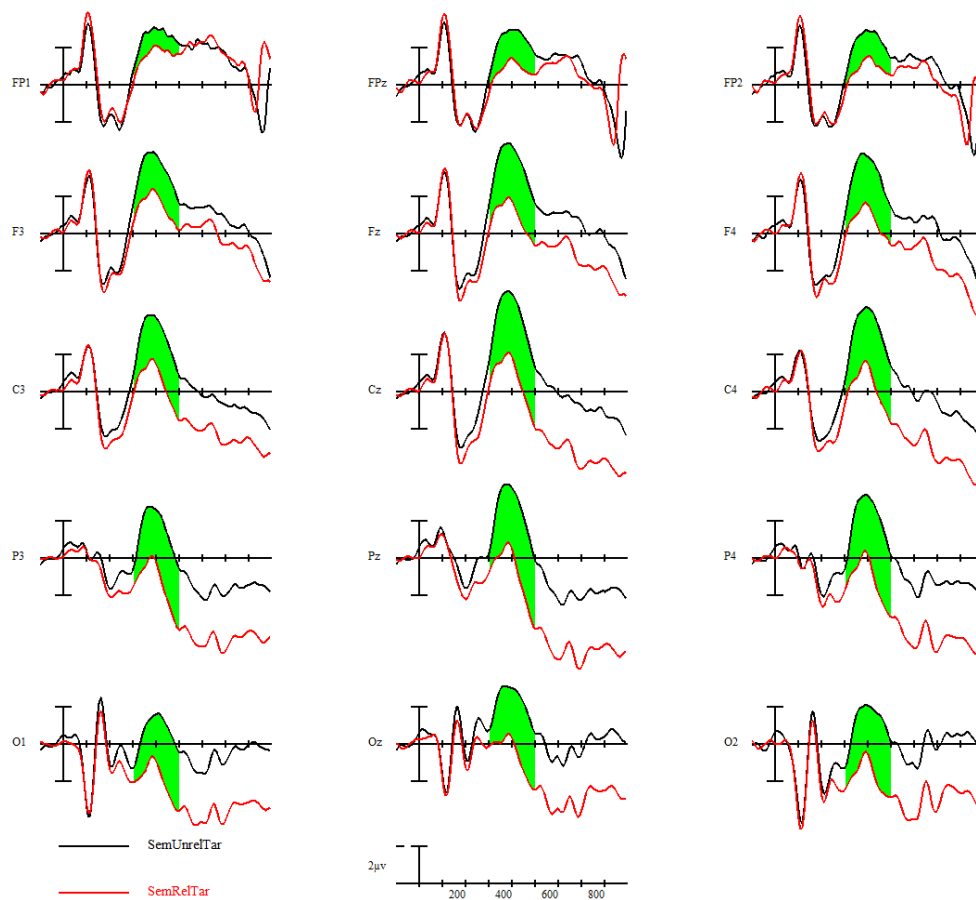 FP1
FPz
FP2
F3
Fz
F4
C3
Cz
C4
P3
Pz
P4
O1
Oz
O2
SemUnrelTar
SemRelTar
2μv
200 400 600 800